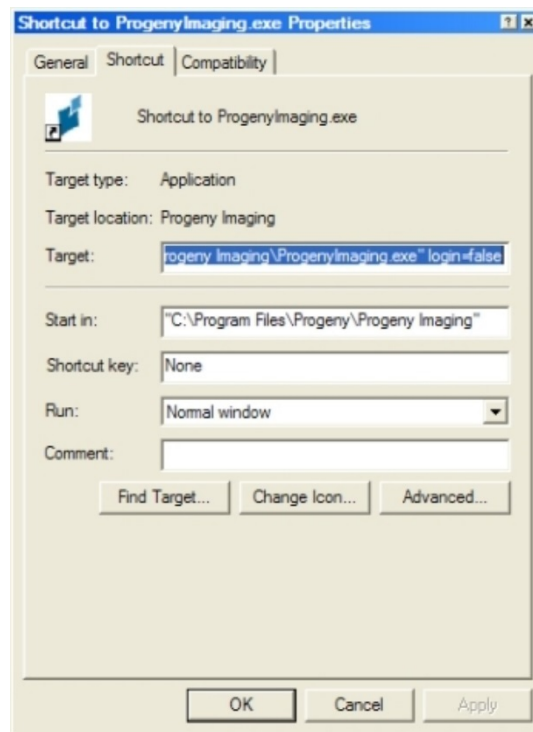 Shortcut to ProgenyImaging.exe Properties ? x
General Shortcut Compatibility
Shortcut to ProgenyImaging.exe
Target type: Application
Target location: Progeny Imaging
Target: rogeny Imaging\ProgenyImaging.exe" login=false
Start in: "C:\Program Files\Progeny\Progeny Imaging"
Shortcut key: None
Run: Normal window
Comment:
Find Target... Change Icon... Advanced...
OK Cancel Apply